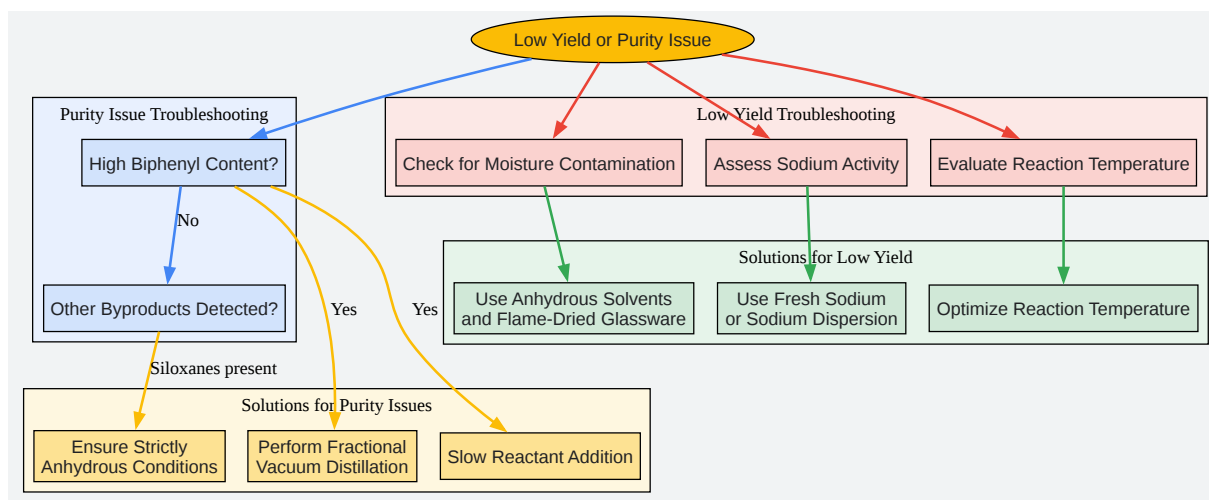 Low Yield or Purity Issue
Purity Issue Troubleshooting
Low Yield Troubleshooting
High Biphenyl Content?
Check for Moisture Contamination
Assess Sodium Activity
Evaluate Reaction Temperature
No
Solutions for Low Yield
Other Byproducts Detected?
Yes
Yes
Use Anhydrous Solvents
and Flame-Dried Glassware
Use Fresh Sodium
or Sodium Dispersion
Optimize Reaction Temperature
Siloxanes present
Solutions for Purity Issues
Ensure Strictly
Anhydrous Conditions
Perform Fractional
Vacuum Distillation
Slow Reactant Addition